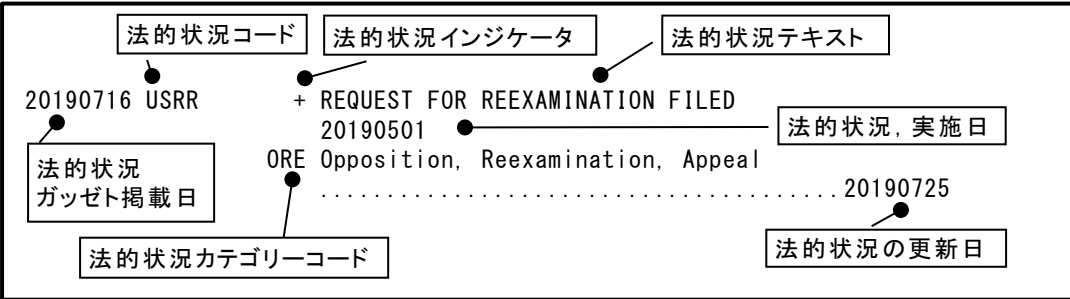 法的状況コード
法的状況インジケータ
法的状況テキスト
20190716 USRR + REQUEST FOR REEXAMINATION FILED
20190501
法的状況, 実施日
ORE Opposition, Reexamination, Appeal
法的状況
ガッゼト掲載日
.......................................20190725
法的状況カテゴリーコード
法的状況の更新日